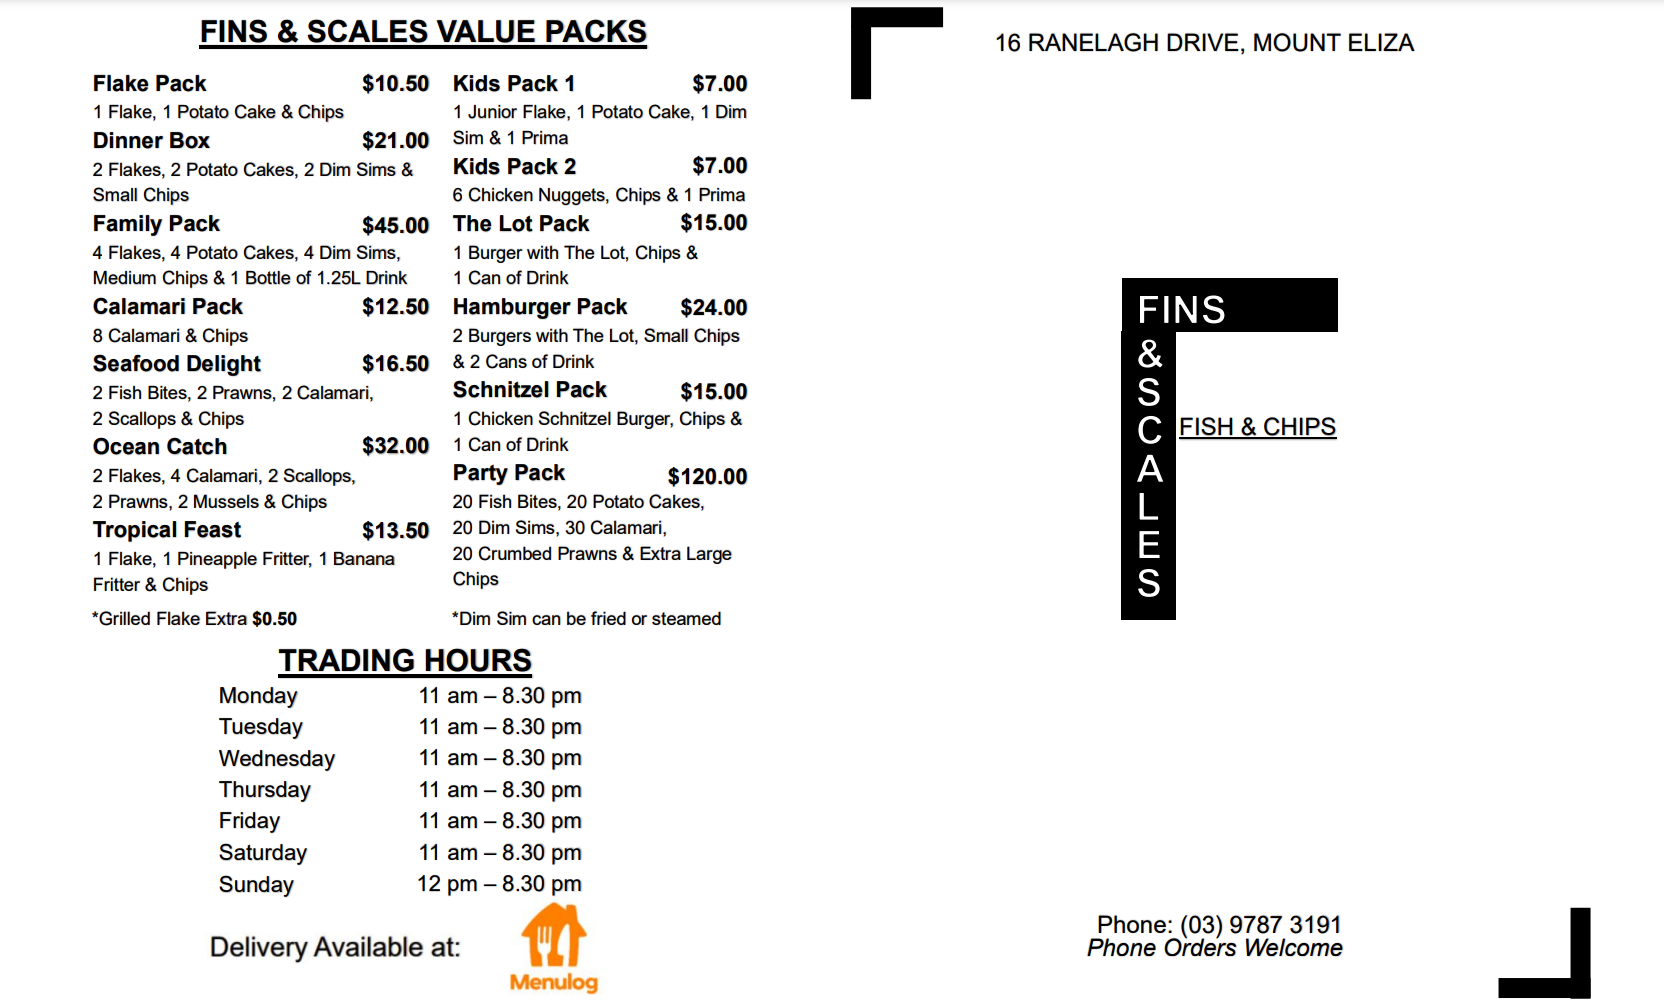 FINS & SCALES VALUE PACKS
Flake Pack $10.50
1 Flake, 1 Potato Cake & Chips
Dinner Box $21.00
2 Flakes, 2 Potato Cakes, 2 Dim Sims &
Small Chips
Family Pack $45.00
4 Flakes, 4 Potato Cakes, 4 Dim Sims,
Medium Chips & 1 Bottle of 1.25L Drink
Calamari Pack $12.50
8 Calamari & Chips
Seafood Delight $16.50
2 Fish Bites, 2 Prawns, 2 Calamari,
2 Scallops & Chips
Ocean Catch $32.00
2 Flakes, 4 Calamari, 2 Scallops,
2 Prawns, 2 Mussels & Chips
Tropical Feast $13.50
1 Flake, 1 Pineapple Fritter, 1 Banana
Fritter & Chips
*Grilled Flake Extra $0.50
Kids Pack 1 $7.00
1 Junior Flake, 1 Potato Cake, 1 Dim
Sim & 1 Prima
Kids Pack 2 $7.00
6 Chicken Nuggets, Chips & 1 Prima
The Lot Pack $15.00
1 Burger with The Lot, Chips &
1 Can of Drink
Hamburger Pack $24.00
2 Burgers with The Lot, Small Chips
& 2 Cans of Drink
Schnitzel Pack $15.00
1 Chicken Schnitzel Burger, Chips &
1 Can of Drink
Party Pack $120.00
20 Fish Bites, 20 Potato Cakes,
20 Dim Sims, 30 Calamari,
20 Crumbed Prawns & Extra Large
Chips
*Dim Sim can be fried or steamed
TRADING HOURS
Monday 11 am – 8.30 pm
Tuesday 11 am – 8.30 pm
Wednesday 11 am – 8.30 pm
Thursday 11 am – 8.30 pm
Friday 11 am – 8.30 pm
Saturday 11 am – 8.30 pm
Sunday 12 pm – 8.30 pm
Delivery Available at:
Menulog
16 RANELAGH DRIVE, MOUNT ELIZA
FINS
&
S
C
A
L
E
S
FISH & CHIPS
Phone: (03) 9787 3191
Phone Orders Welcome